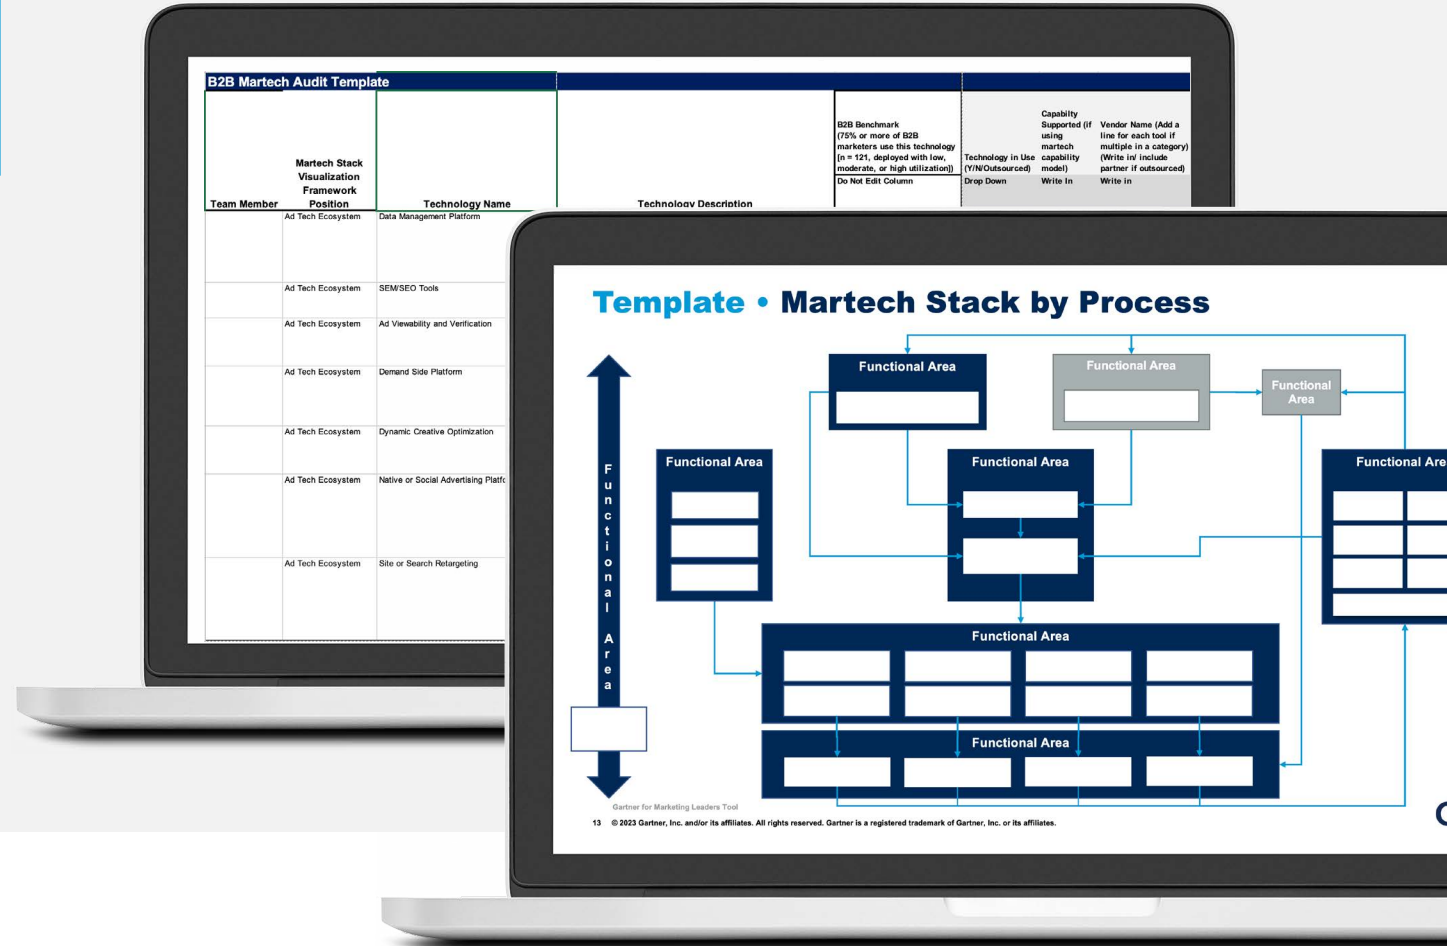 B2B Martech Audit Template
Team Member
Martech Stack
Visualization
Framework
Position
Technology Name
Technology Description
B2B Benchmark
(75% or more of B2B
marketers use this technology
[n = 121, deployed with low,
moderate, or high utilization])
Do Not Edit Column
Technology in Use
(Y/N/Outsourced)
Drop Down
Capabilty
Supported (if
using
martech
capability
model)
Write In
Vendor Name (Add a
line for each tool if
multiple in a category)
(Write in/ include
partner if outsourced)
Write in
Ad Tech Ecosystem Data Management Platform
Ad Tech Ecosystem SEM/SEO Tools
Ad Tech Ecosystem Ad Viewability and Verification
Ad Tech Ecosystem Demand Side Platform
Ad Tech Ecosystem Dynamic Creative Optimization
Ad Tech Ecosystem Native or Social Advertising Platfo
Ad Tech Ecosystem Site or Search Retargeting
Template • Martech Stack by Process
Functional Area
Functional Area
Functional Area
Functional
Area
Functional Area
Functional Area
Functional Are
Functional Area
Functional Area
Gartner for Marketing Leaders Tool
13 © 2023 Gartner, Inc. and/or its affiliates. All rights reserved. Gartner is a registered trademark of Gartner, Inc. or its affiliates.